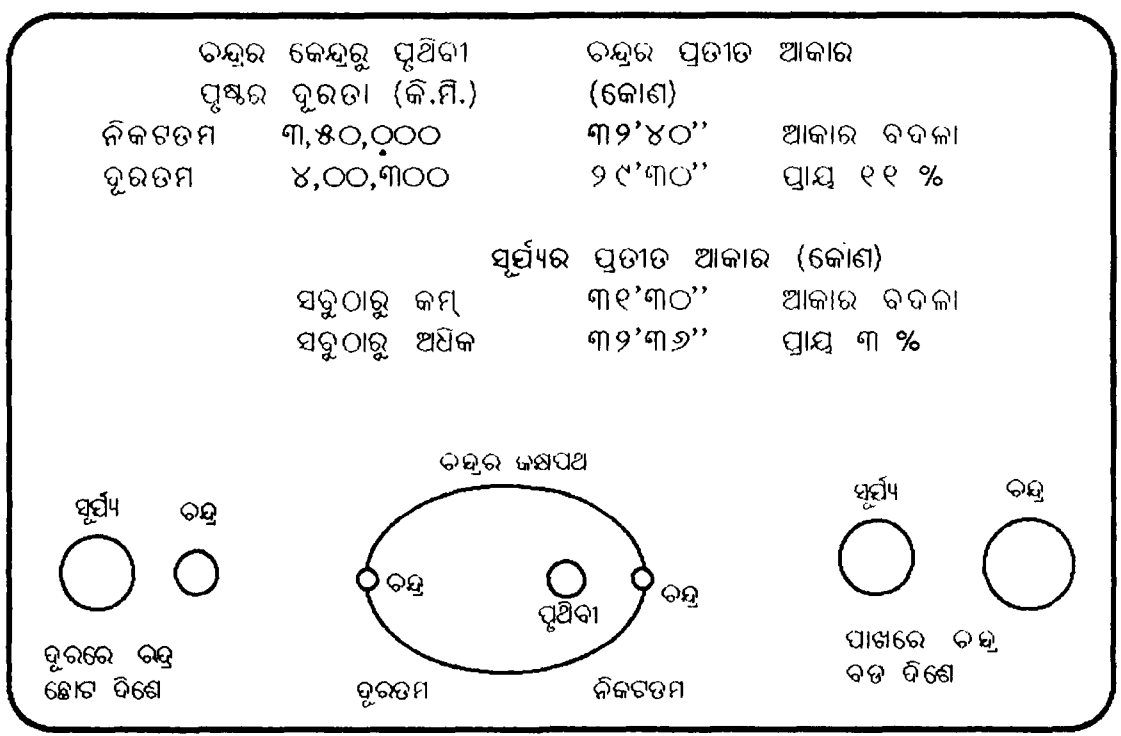 ଚନ୍ଦ୍ରର କେନ୍ଦ୍ରରୁ ପୃଥିବୀ ଚନ୍ଦ୍ରର ପ୍ରତୀତ ଆକାର
ପୃଷ୍ଠର ଦୂରତା (କି.ମି.) (କୋଣ)
ନିକଟତମ ୩,୫୦,୦୦୦ ୩୨’୪୦’’ ଆକାର ବଦଳା
ଦୂରତମ ୪,୦୦,୩୦୦ ୨୯’୩୦’’ ପ୍ରାୟ ୧୧ %
ସୂର୍ଯ୍ୟର ପ୍ରତୀତ ଆକାର (କୋଣ)
ସବୁଠାରୁ କମ୍ ୩୧’୩୦’’ ଆକାର ବଦଳା
ସବୁଠାରୁ ଅଧିକ ୩୨’୩୬’’ ପ୍ରାୟ ୩ %
ଚନ୍ଦ୍ରର କକ୍ଷପଥ
ସୂର୍ଯ୍ୟ ଚନ୍ଦ୍ର
ସୂର୍ଯ୍ୟ ଚନ୍ଦ୍ର
ଚନ୍ଦ୍ର
ପୃଥିବୀ
ଚନ୍ଦ୍ର
ଦୂରରେ ଚନ୍ଦ୍ର
ଛୋଟ ଦିଶେ
ଦୂରତମ
ନିକଟତମ
ପାଖରେ ଚନ୍ଦ୍ର
ବଡ ଦିଶେ